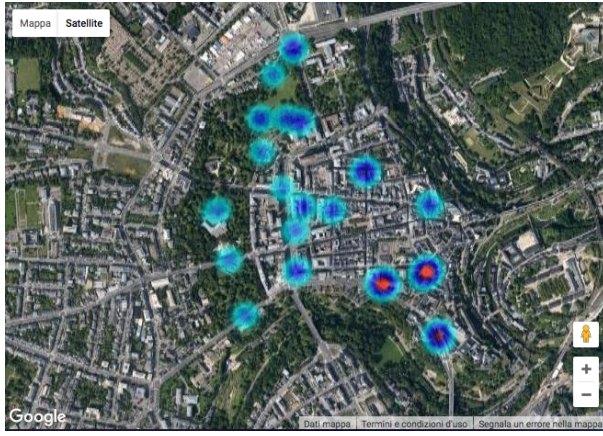 Mappa Satellite
Google
Dati mappa Termini e condizioni d'uso Segnala un errore nella mappa